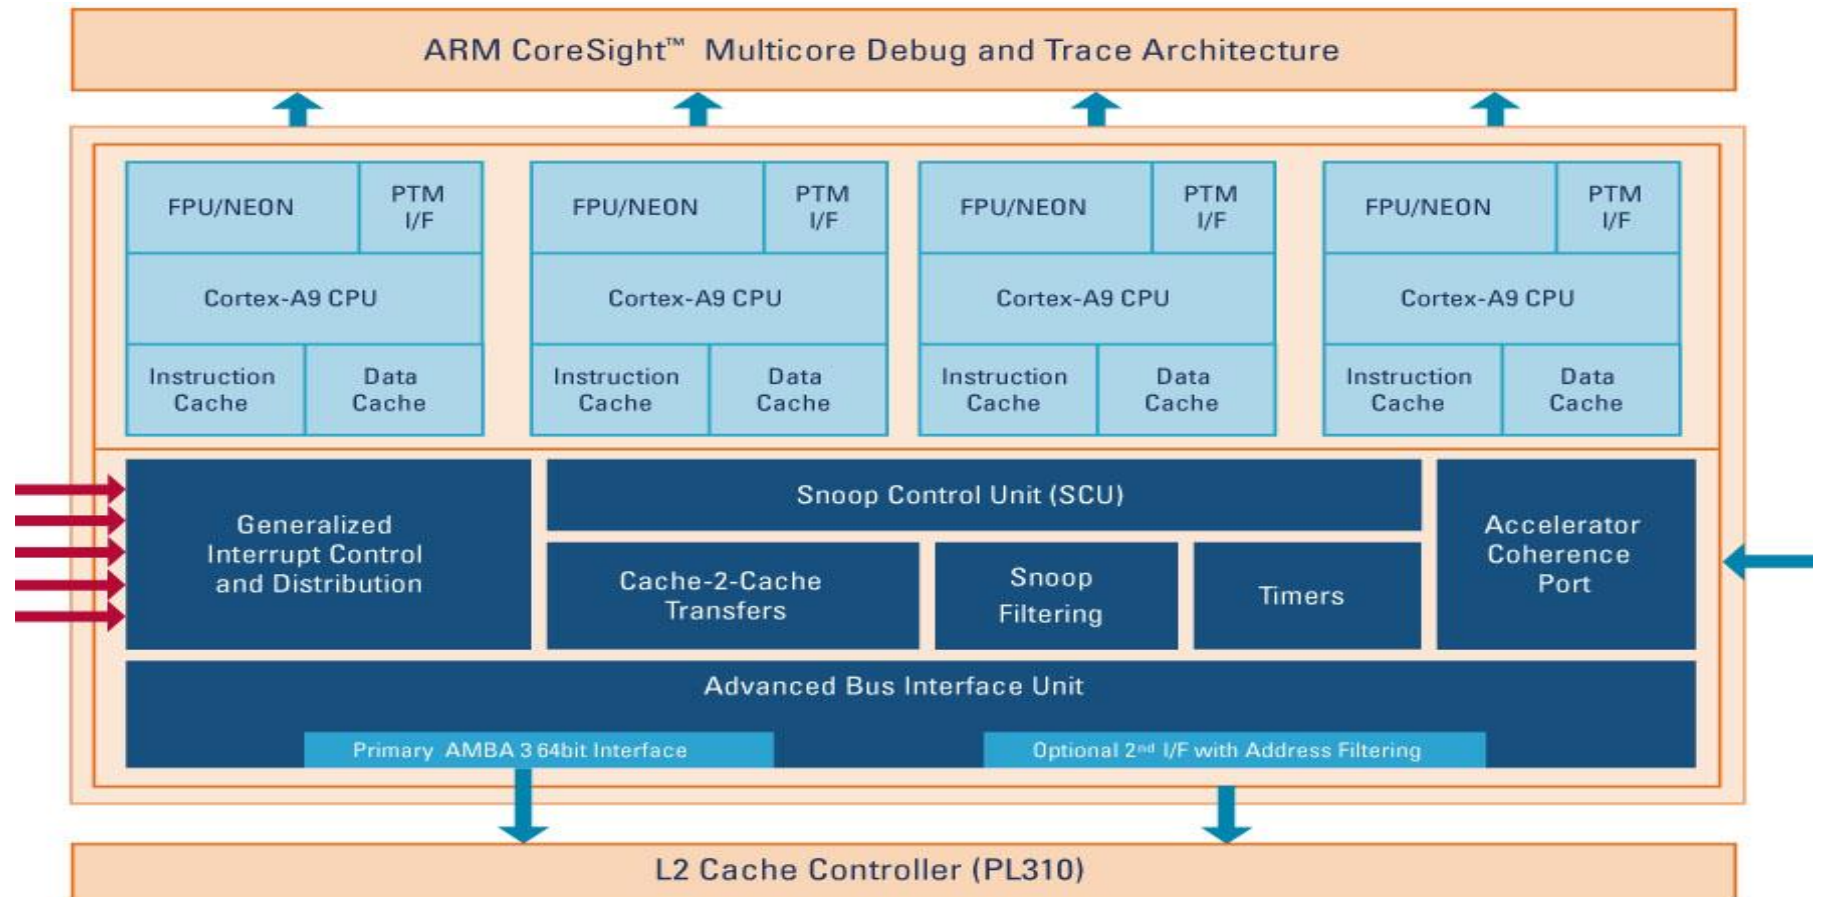 ARM CoreSight™ Multicore Debug and Trace Architecture
FPU/NEON
PTM
I/F
Cortex-A9 CPU
Instruction
Cache
Data
Cache
FPU/NEON
PTM
I/F
Cortex-A9 CPU
Instruction
Cache
Data
Cache
FPU/NEON
PTM
I/F
Cortex-A9 CPU
Instruction
Cache
Data
Cache
FPU/NEON
PTM
I/F
Cortex-A9 CPU
Instruction
Cache
Data
Cache
Generalized
Interrupt Control
and Distribution
Snoop Control Unit (SCU)
Cache-2-Cache
Transfers
Snoop
Filtering
Timers
Accelerator
Coherence
Port
Advanced Bus Interface Unit
Primary AMBA 3 64bit Interface
Optional 2nd I/F with Address Filtering
L2 Cache Controller (PL310)